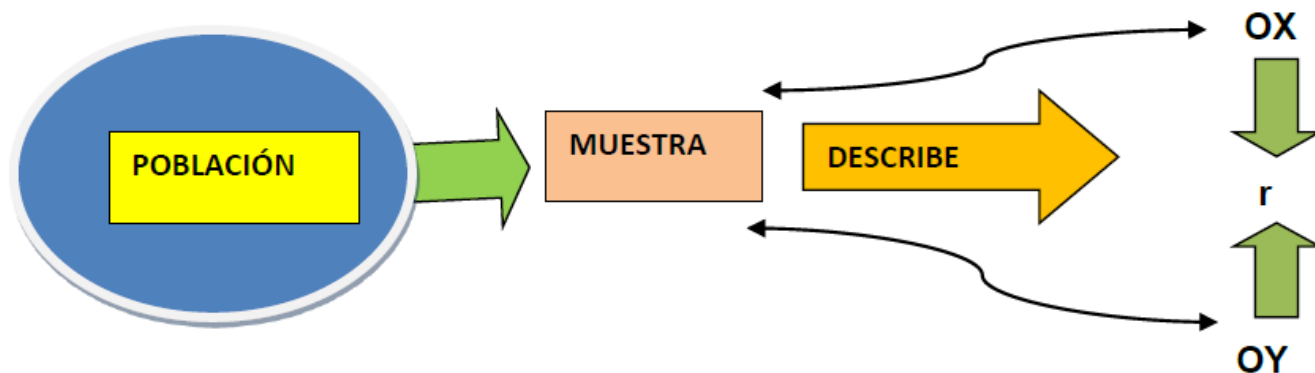 OX
POBLACIÓN
MUESTRA
DESCRIBE
r
OY